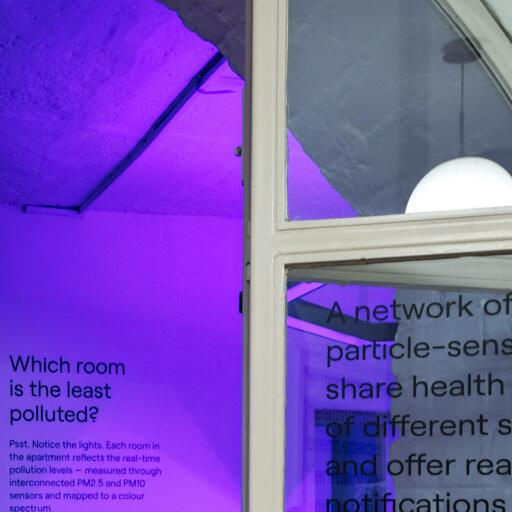 Which room
is the least
polluted?
Psst. Notice the lights. Each room in
the apartment reflects the real-time
pollution levels – measured through
interconnected PM2.5 and PM10
sensors and mapped to a colour
spectrum.
A network of
particle-sens
share health
of different s
and offer rea
notifications